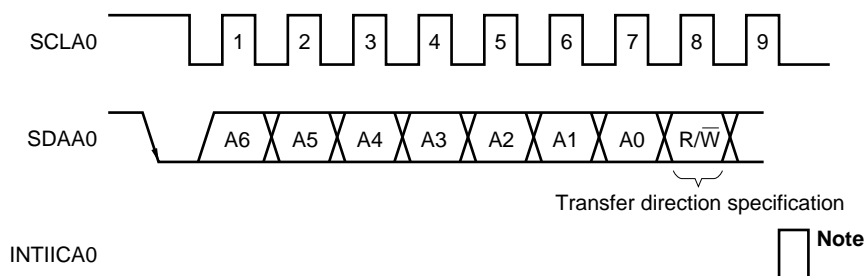 SCLA0 1 2 3 4 5 6 7 8 9
SDAA0 A6 A5 A4 A3 A2 A1 A0 R/W̅
Transfer direction specification
INTIICA0 Note